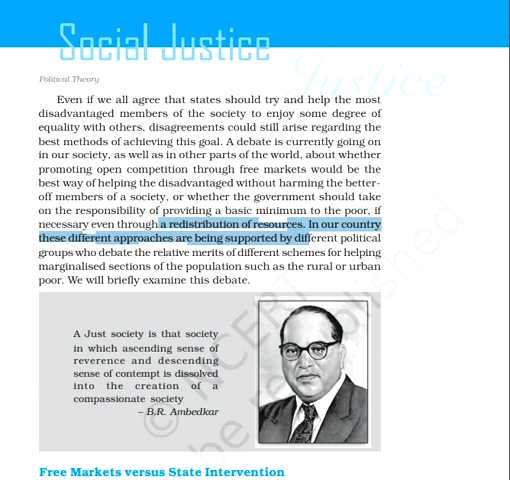 Social Justice
Justice
Political Theory
Even if we all agree that states should try and help the most
disadvantaged members of the society to enjoy some degree of
equality with others, disagreements could still arise regarding the
best methods of achieving this goal. A debate is currently going on
in our society, as well as in other parts of the world, about whether
promoting open competition through free markets would be the
best way of helping the disadvantaged without harming the better-
off members of a society, or whether the government should take
on the responsibility of providing a basic minimum to the poor, if
necessary even through a redistribution of resources. In our country
these different approaches are being supported by different political
groups who debate the relative merits of different schemes for helping
marginalised sections of the population such as the rural or urban
poor. We will briefly examine this debate.
A Just society is that society
in which ascending sense of
reverence and descending
sense of contempt is dissolved
into the creation of a
compassionate society
– B.R. Ambedkar
© NCERT
be republished
Free Markets versus State Intervention